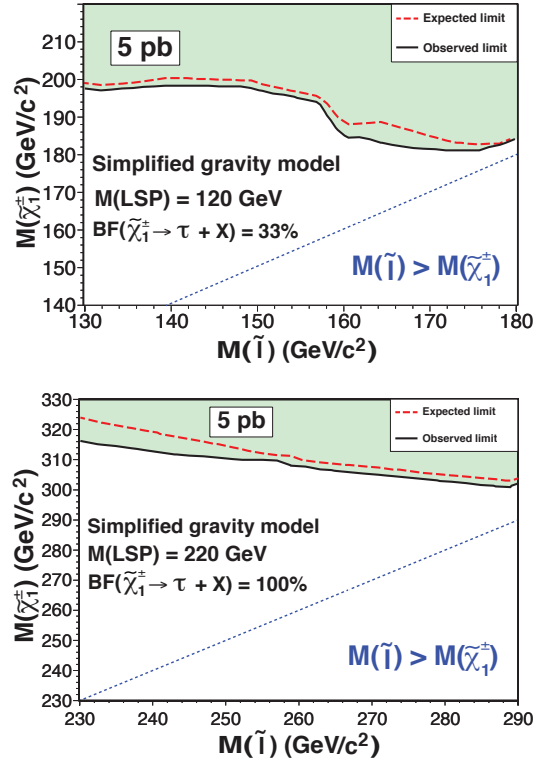 5 pb
Expected limit
Observed limit
Simplified gravity model
M(LSP) = 120 GeV
BF(χ̃₁± → τ + X) = 33%
M(l̃) > M(χ̃₁±)
M(χ̃₁±) (GeV/c²)
220
210
200
190
180
170
160
150
140
130 140 150 160 170 180
M(l̃) (GeV/c²)
5 pb
Expected limit
Observed limit
Simplified gravity model
M(LSP) = 220 GeV
BF(χ̃₁± → τ + X) = 100%
M(l̃) > M(χ̃₁±)
M(χ̃₁±) (GeV/c²)
330
320
310
300
290
280
270
260
250
240
230
230 240 250 260 270 280 290
M(l̃) (GeV/c²)